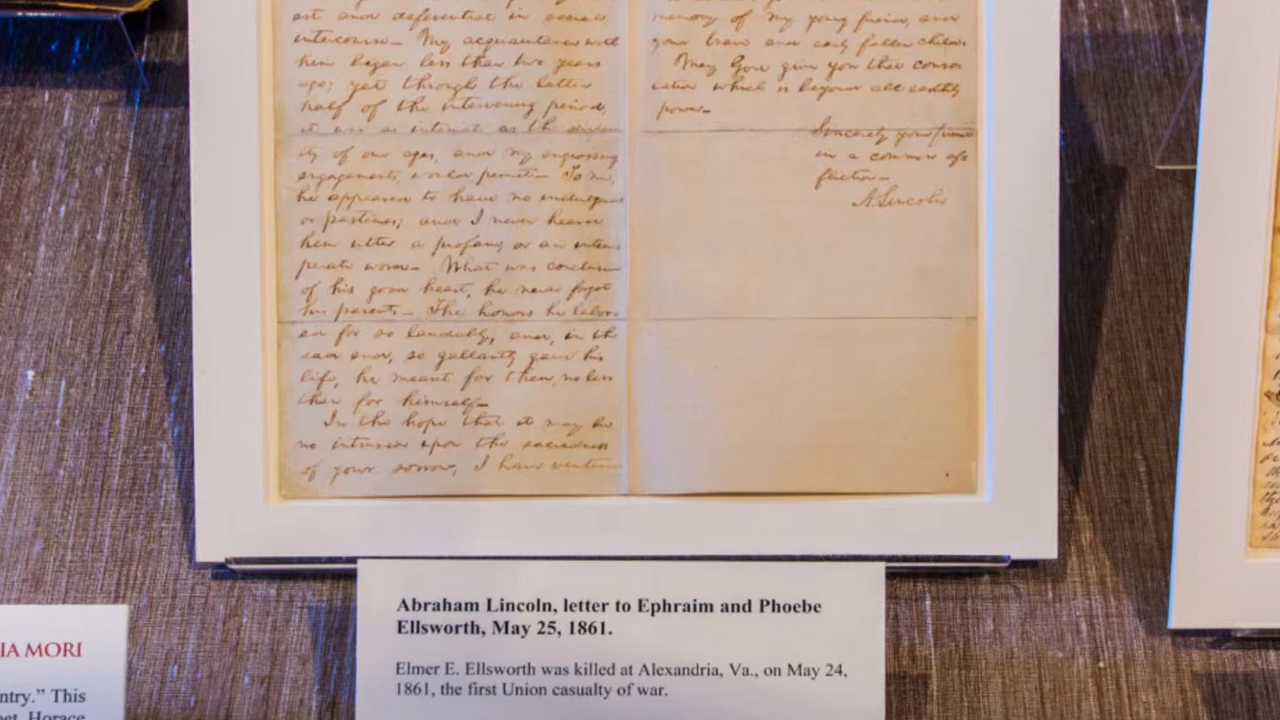 est and deferential in social
intercourse— My acquaintance with
him began less than two years
ago; yet through the latter
half of the intervening period,
it was as intimate as the dispar-
ity of our ages, and my engrossing
engagements, would permit— To me,
he appeared to have no indulgences
or pastimes; and I never heard
him utter a profane, or an intem-
perate word— What was conclusive
of his good heart, he never forgot
his parents— The honors he labor-
ed for so laudably, and, in the
sad end, so gallantly gave his
life, he meant for them, no less
than for himself—
In the hope that it may be
no intrusion upon the sacredness
of your sorrow, I have ventured
memory of my young friend, and
your brave and early fallen child.
May God give you that conso-
lation which is beyond all earthly
power—
Sincerely your friend
in a common af-
fliction—
A. Lincoln
Abraham Lincoln, letter to Ephraim and Phoebe
Ellsworth, May 25, 1861.
Elmer E. Ellsworth was killed at Alexandria, Va., on May 24,
1861, the first Union casualty of war.
IA MORI
ntry.” This
oet, Horace